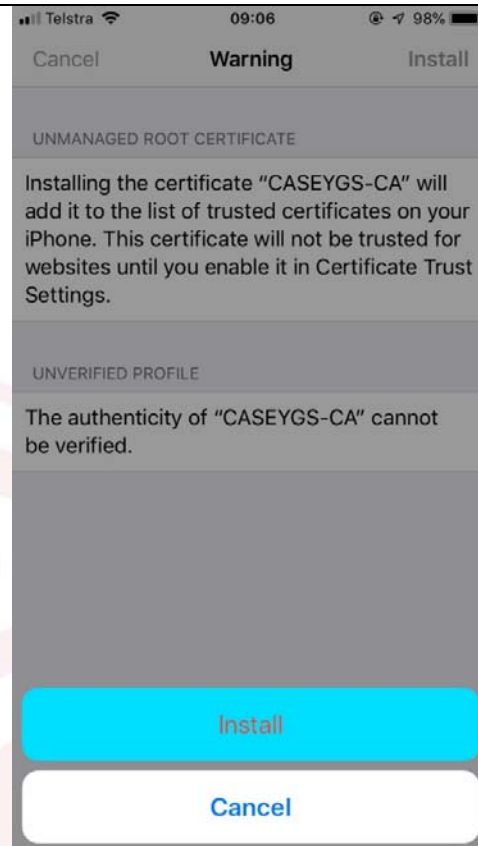 Telstra 09:06 98%
Cancel Warning Install
UNMANAGED ROOT CERTIFICATE
Installing the certificate “CASEYGS-CA” will
add it to the list of trusted certificates on your
iPhone. This certificate will not be trusted for
websites until you enable it in Certificate Trust
Settings.
UNVERIFIED PROFILE
The authenticity of “CASEYGS-CA” cannot
be verified.
Install
Cancel